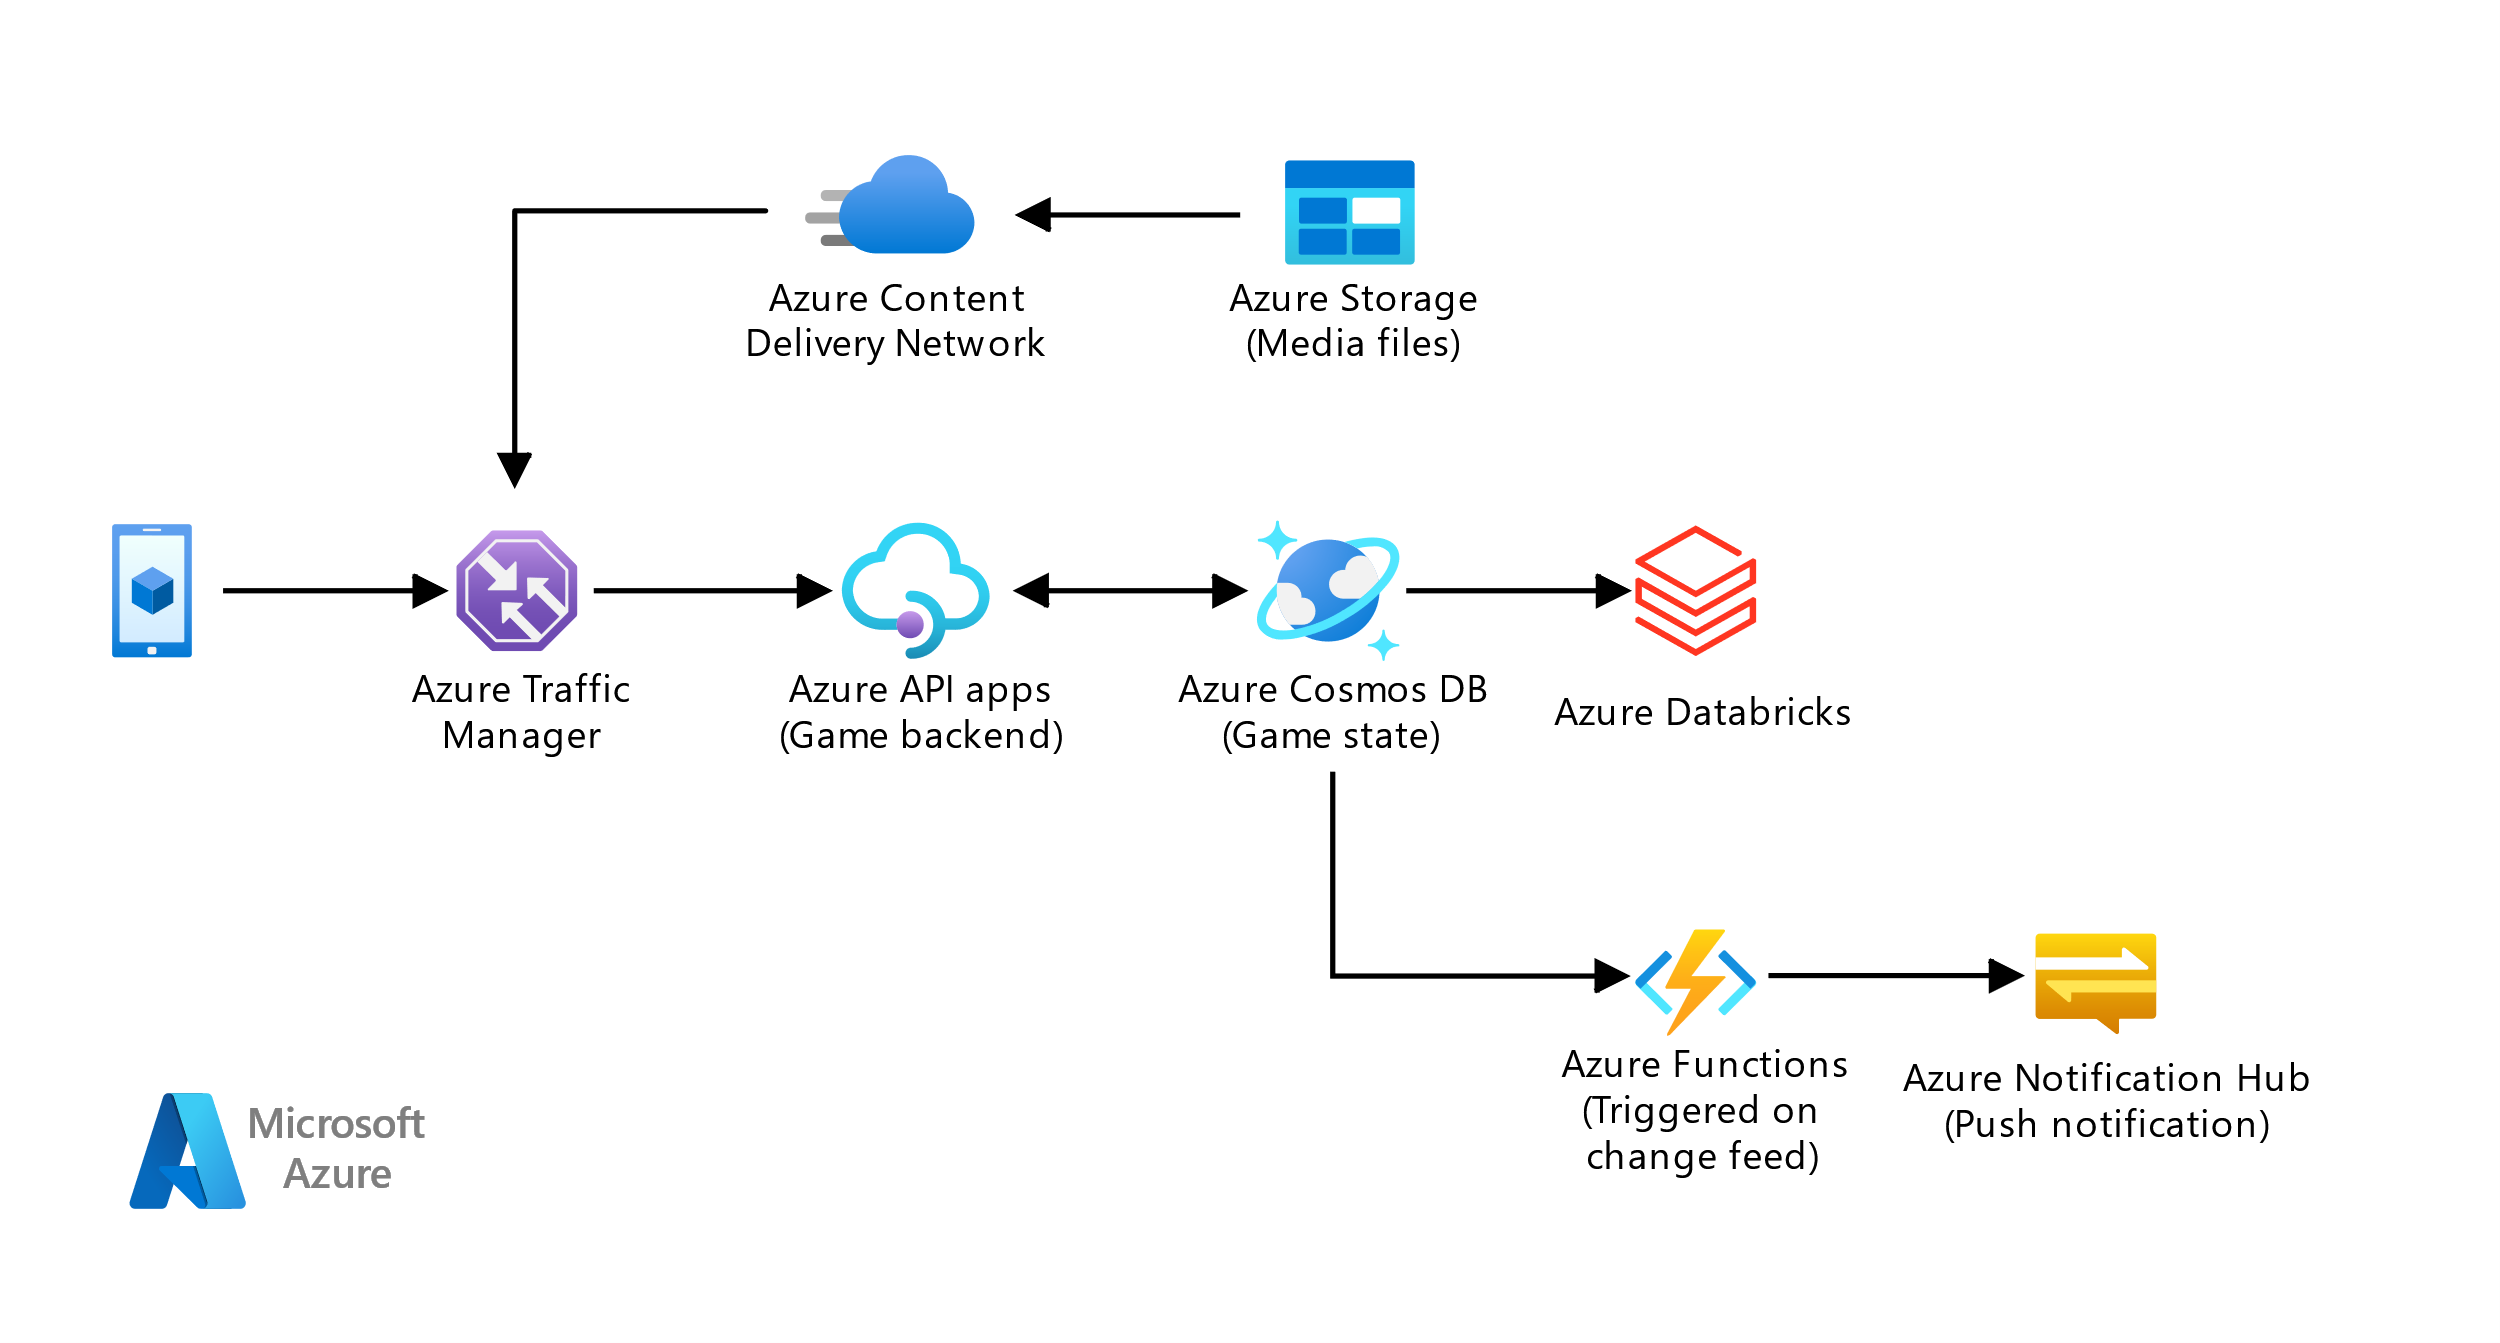 Azure Content
Delivery Network
Azure Storage
(Media files)
Azure Traffic
Manager
Azure API apps
(Game backend)
Azure Cosmos DB
(Game state)
Azure Databricks
Azure Functions
(Triggered on
change feed)
Azure Notification Hub
(Push notification)
Microsoft
Azure